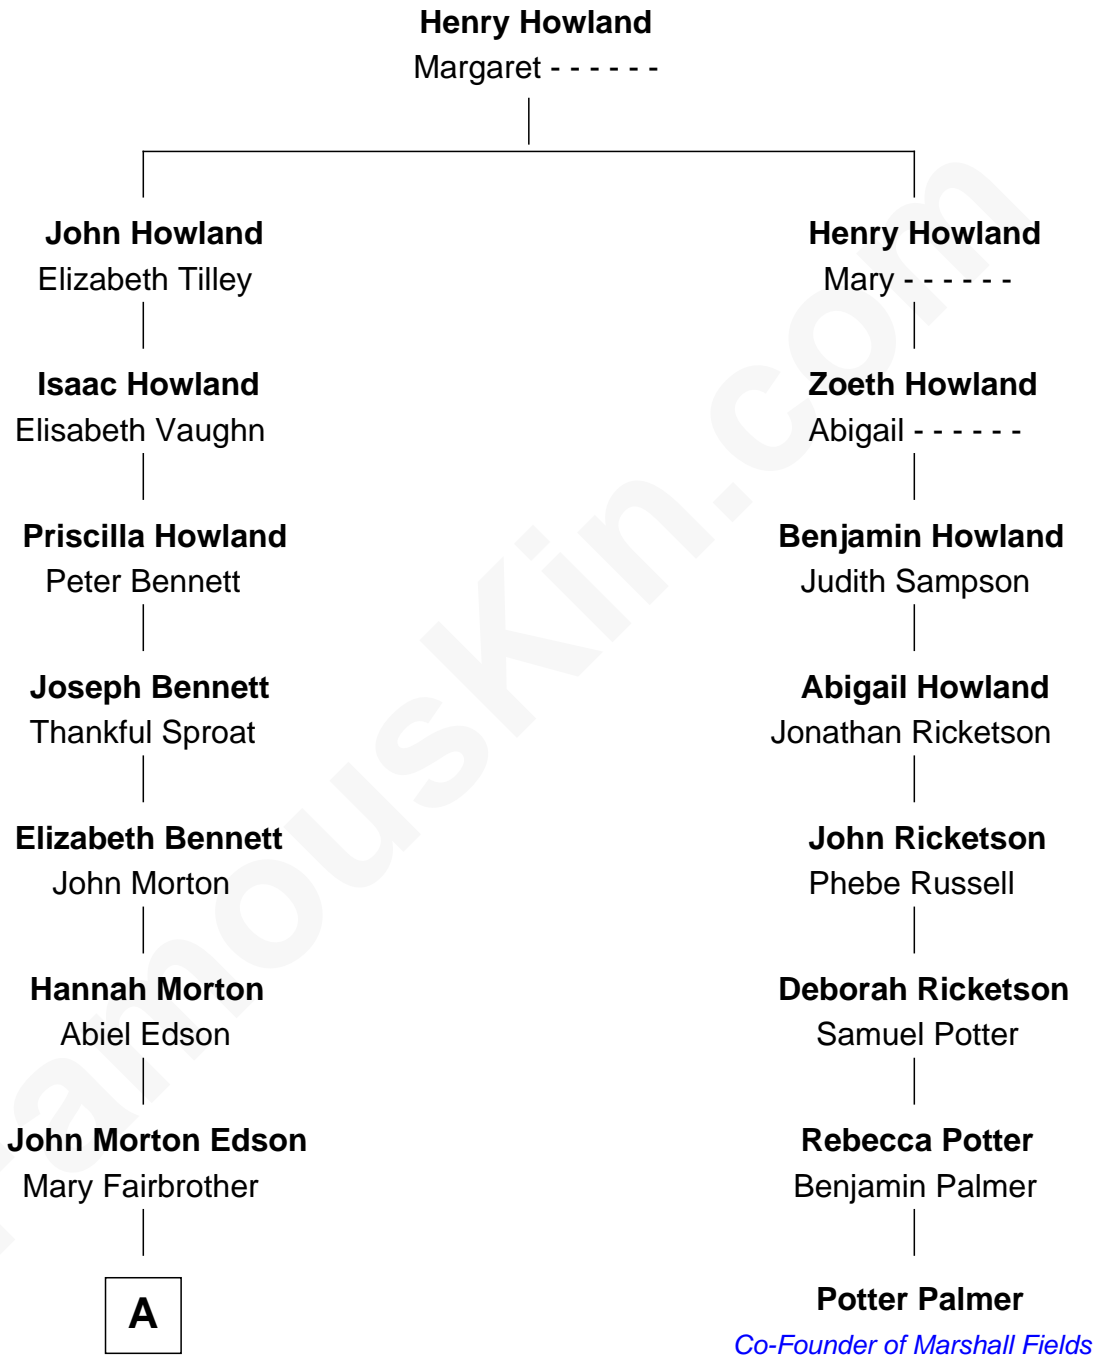 Henry Howland
Margaret - - - - - -
John Howland
Elizabeth Tilley
Henry Howland
Mary - - - - - -
Isaac Howland
Elisabeth Vaughn
Zoeth Howland
Abigail - - - - - -
Priscilla Howland
Peter Bennett
Benjamin Howland
Judith Sampson
Joseph Bennett
Thankful Sproat
Abigail Howland
Jonathan Ricketson
Elizabeth Bennett
John Morton
John Ricketson
Phebe Russell
Hannah Morton
Abiel Edson
Deborah Ricketson
Samuel Potter
John Morton Edson
Mary Fairbrother
Rebecca Potter
Benjamin Palmer
A
Potter Palmer
Co-Founder of Marshall Fields
FamousKin.com